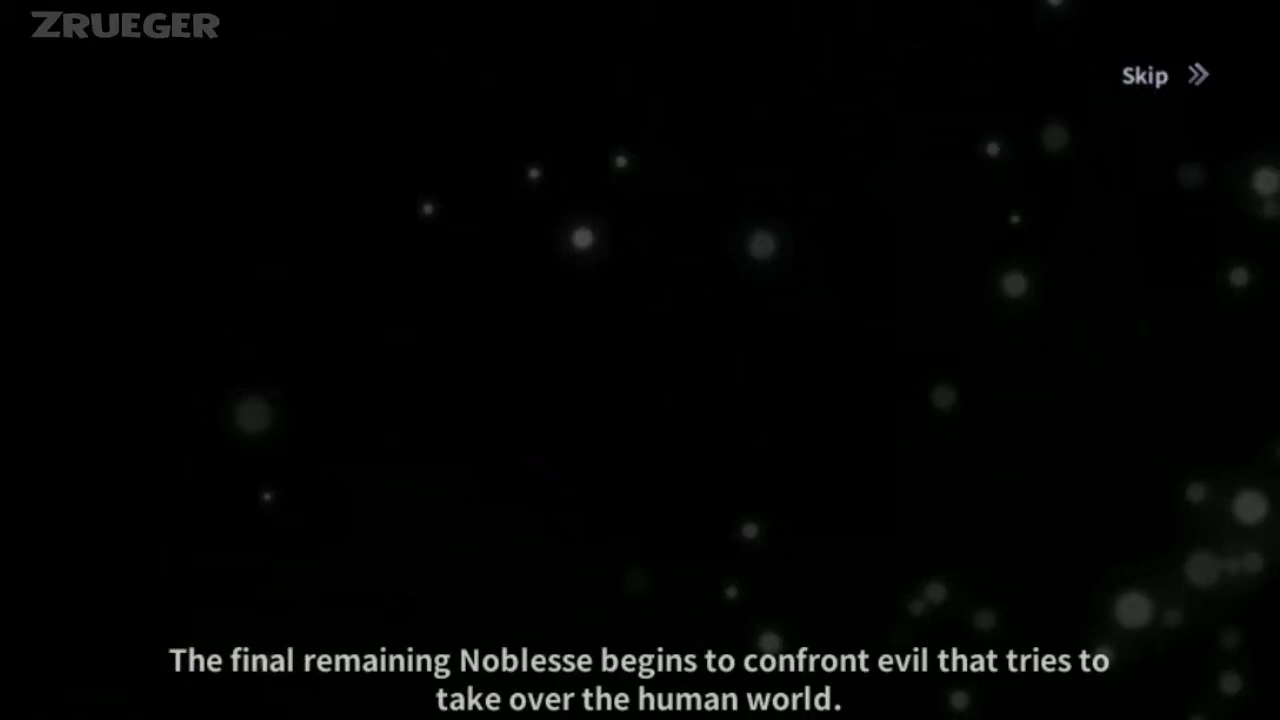 ZRUEGER
Skip
The final remaining Noblesse begins to confront evil that tries to
take over the human world.